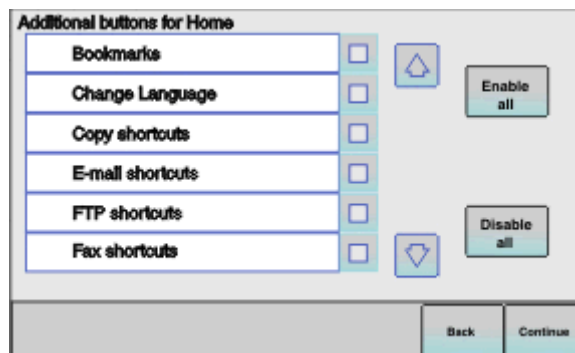 Additional buttons for Home
Bookmarks
Change Language
Copy shortcuts
E-mail shortcuts
FTP shortcuts
Fax shortcuts
Enable
all
Disable
all
Back
Continue